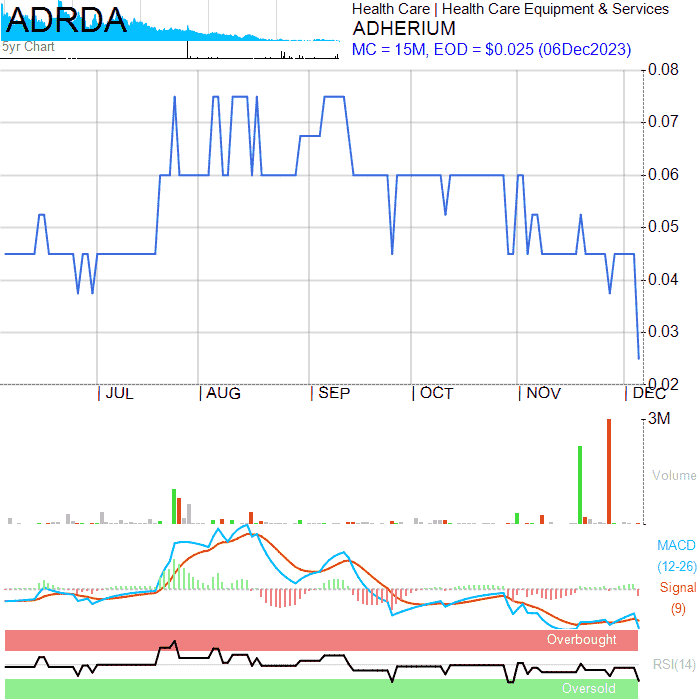 ADRDA
5yr Chart
Health Care | Health Care Equipment & Services
ADHERIUM
MC = 15M, EOD = $0.025 (06Dec2023)
0.08
0.07
0.06
0.05
0.04
0.03
0.02
JUL
AUG
SEP
OCT
NOV
DEC
3M
Volume
MACD
(12-26)
Signal
(9)
Overbought
RSI(14)
Oversold